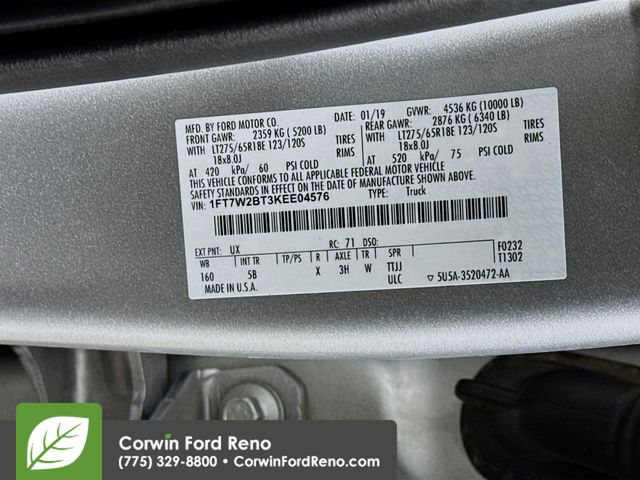 MFD. BY FORD MOTOR CO. DATE: 01/19 GVWR: 4536 KG (10000 LB)
FRONT GAWR: 2359 KG ( 5200 LB) REAR GAWR: 2876 KG ( 6340 LB)
WITH LT275/65R18E 123/120S TIRES WITH LT275/65R18E 123/120S TIRES
18x8.0J RIMS 18x8.0J RIMS
AT 420 kPa/ 60 PSI COLD AT 520 kPa/ 75 PSI COLD
THIS VEHICLE CONFORMS TO ALL APPLICABLE FEDERAL MOTOR VEHICLE
SAFETY STANDARDS IN EFFECT ON THE DATE OF MANUFACTURE SHOWN ABOVE.
VIN: 1FT7W2BT3KEE04576 TYPE: Truck
EXT PNT: UX RC: 71 DSO: F0232
WB INT TR TP/PS R AXLE TR SPR T1302
160 5B X 3H W TTJJ
MADE IN U.S.A. ULC 5U5A-3520472-AA
Corwin Ford Reno
(775) 329-8800 • CorwinFordReno.com